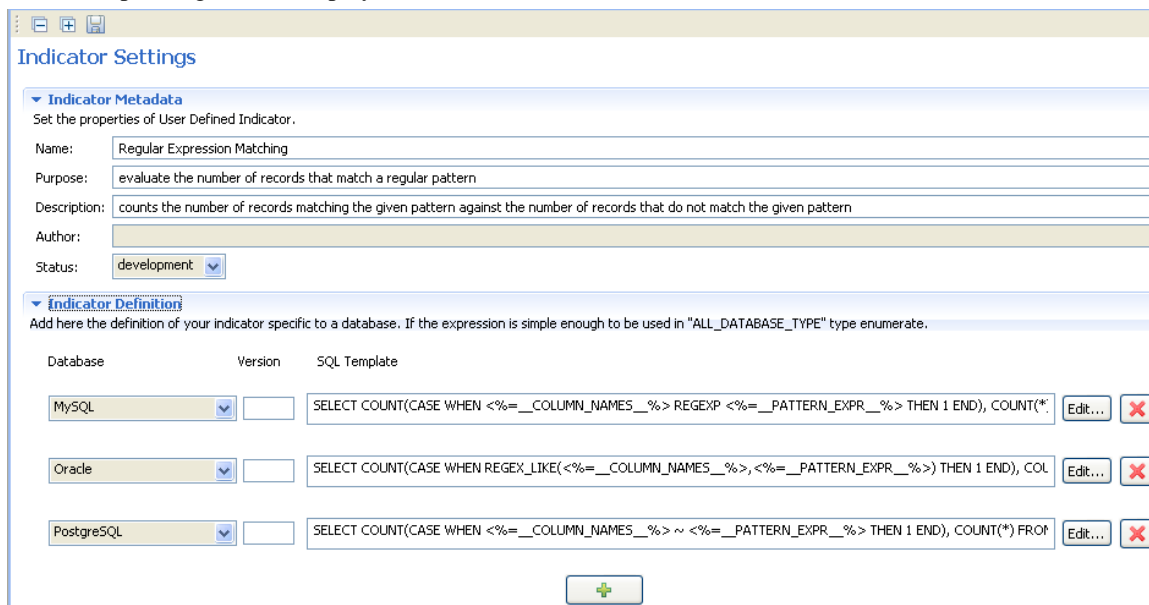 Indicator Settings
Indicator Metadata
Set the properties of User Defined Indicator.
Name: Regular Expression Matching
Purpose: evaluate the number of records that match a regular pattern
Description: counts the number of records matching the given pattern against the number of records that do not match the given pattern
Author:
Status: development
Indicator Definition
Add here the definition of your indicator specific to a database. If the expression is simple enough to be used in "ALL_DATABASE_TYPE" type enumerate.
Database Version SQL Template
MySQL SELECT COUNT(CASE WHEN <%=__COLUMN_NAMES__%> REGEXP <%=__PATTERN_EXPR__%> THEN 1 END), COUNT(*) Edit...
Oracle SELECT COUNT(CASE WHEN REGEX_LIKE(<%=__COLUMN_NAMES__%>,<%=__PATTERN_EXPR__%>) THEN 1 END), COU Edit...
PostgreSQL SELECT COUNT(CASE WHEN <%=__COLUMN_NAMES__%> ~ <%=__PATTERN_EXPR__%> THEN 1 END), COUNT(*) FROM Edit...